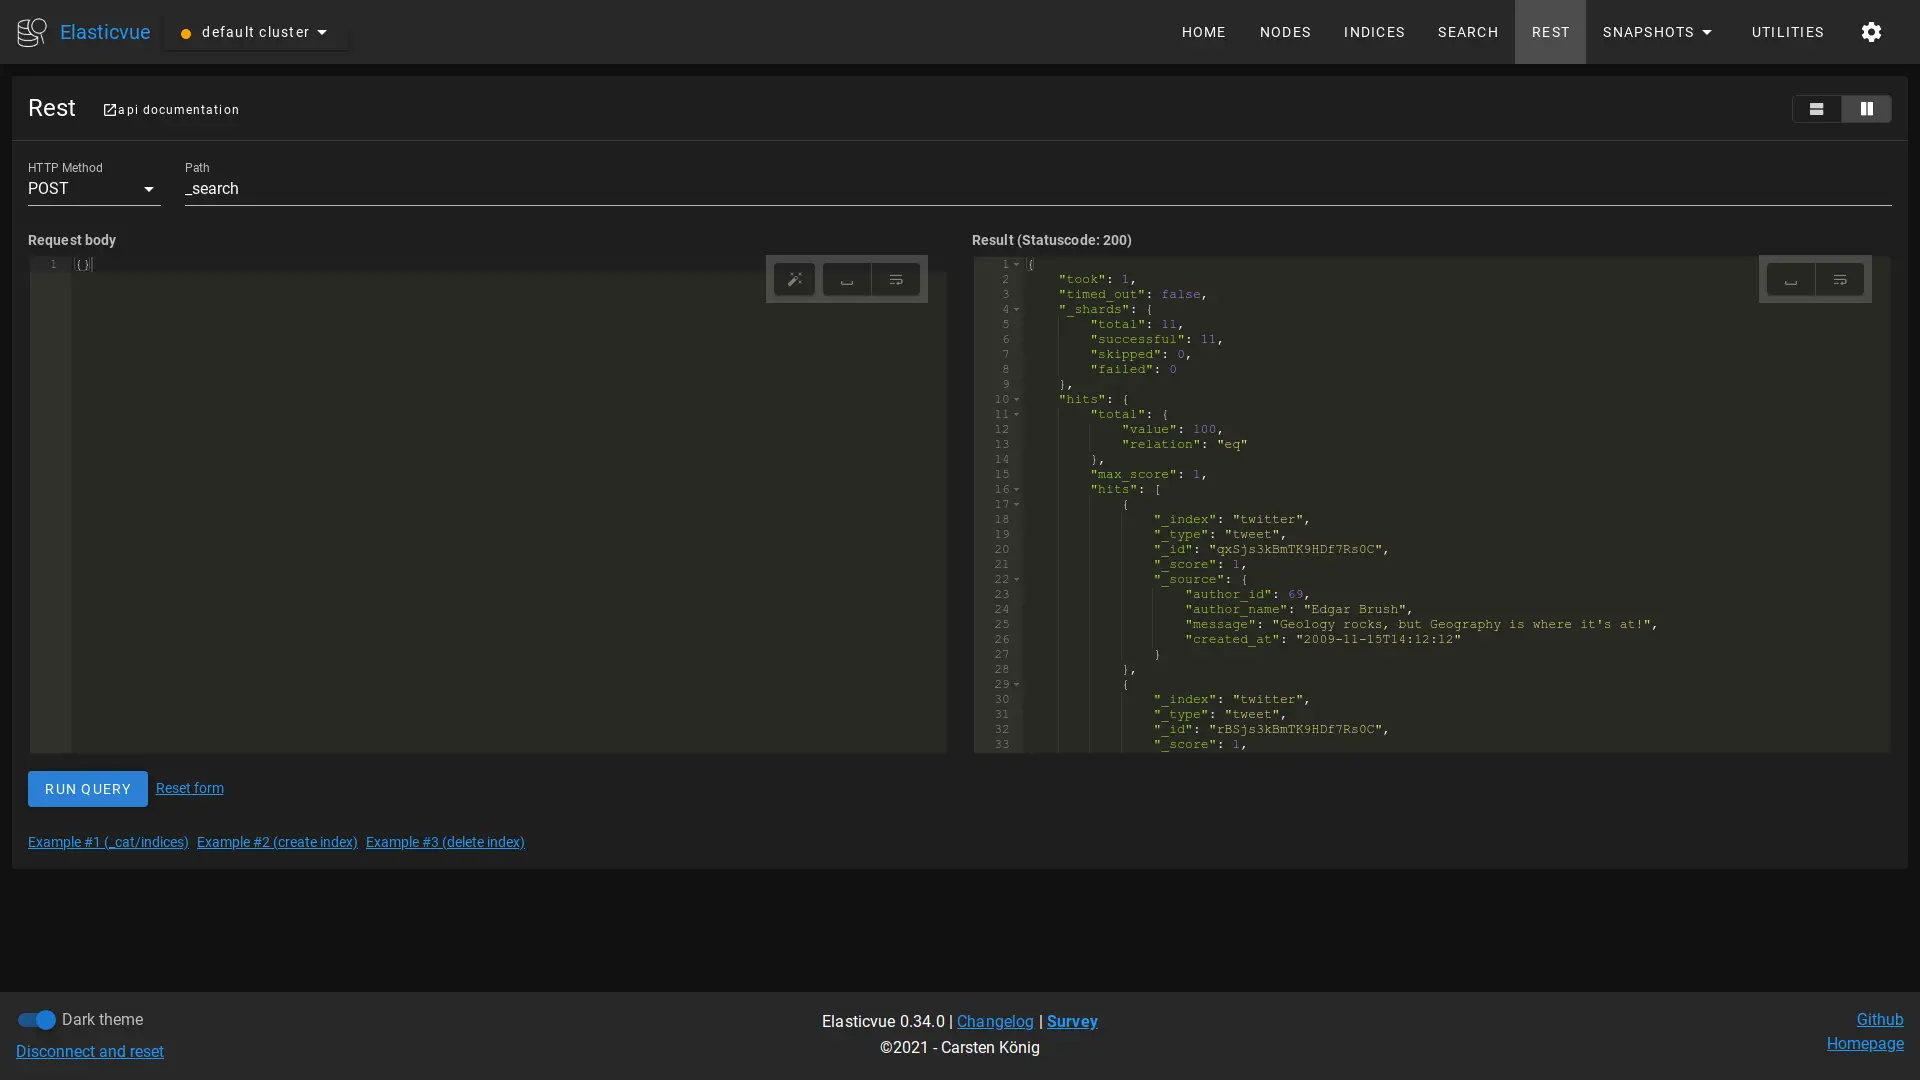 Elasticvue
default cluster
HOME
NODES
INDICES
SEARCH
REST
SNAPSHOTS
UTILITIES
Rest
api documentation
HTTP Method
POST
Path
_search
Request body
1 {}
Result (Statuscode: 200)
1 {
2 "took": 1,
3 "timed_out": false,
4 "_shards": {
5 "total": 11,
6 "successful": 11,
7 "skipped": 0,
8 "failed": 0
9 },
10 "hits": {
11 "total": {
12 "value": 100,
13 "relation": "eq"
14 },
15 "max_score": 1,
16 "hits": [
17 {
18 "_index": "twitter",
19 "_type": "tweet",
20 "_id": "qxSjs3kBmTK9HDf7Rs0C",
21 "_score": 1,
22 "_source": {
23 "author_id": 69,
24 "author_name": "Edgar Brush",
25 "message": "Geology rocks, but Geography is where it's at!",
26 "created_at": "2009-11-15T14:12:12"
27 }
28 },
29 {
30 "_index": "twitter",
31 "_type": "tweet",
32 "_id": "rBSjs3kBmTK9HDf7Rs0C",
33 "_score": 1,
RUN QUERY
Reset form
Example #1 (_cat/indices) Example #2 (create index) Example #3 (delete index)
Dark theme
Disconnect and reset
Elasticvue 0.34.0 | Changelog | Survey
©2021 - Carsten König
Github
Homepage